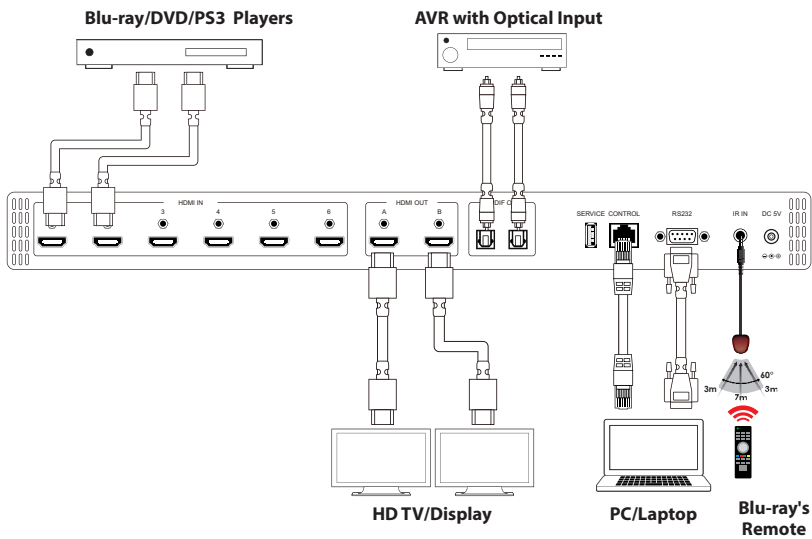 Blu-ray/DVD/PS3 Players
AVR with Optical Input
HDMI IN
3 4 5 6
HDMI OUT
A B
SERVICE CONTROL
RS232
IR IN
DC 5V
60°
3m
3m
7m
HD TV/Display
PC/Laptop
Blu-ray's
Remote